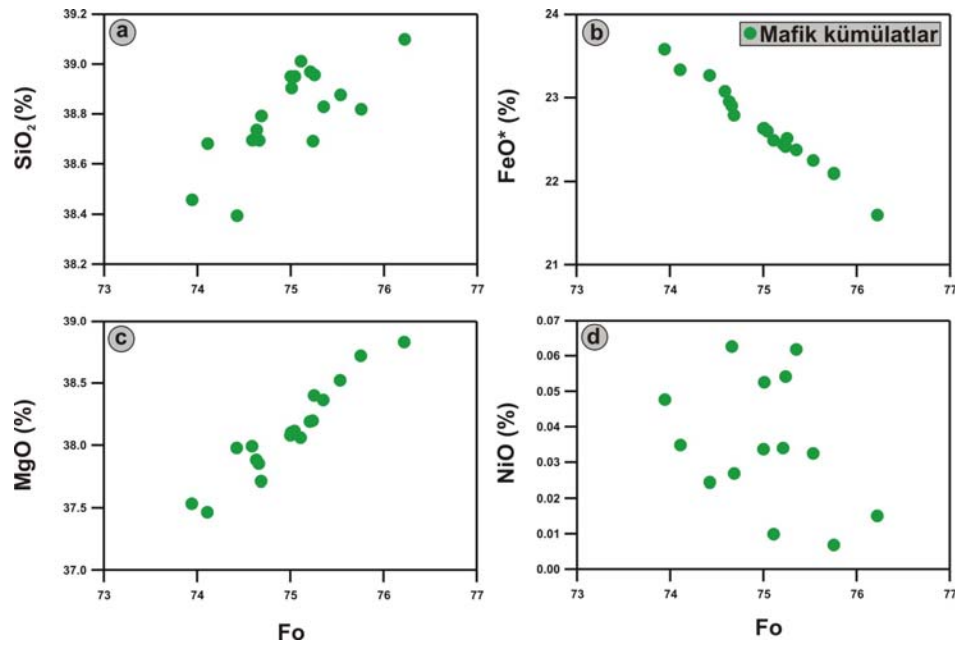 a
39.2
39.0
38.8
38.6
38.4
38.2
SiO₂ (%)
73 74 75 76 77
b
Mafik kümülatlar
24
23
22
21
FeO* (%)
73 74 75 76 77
c
39.0
38.5
38.0
37.5
37.0
MgO (%)
73 74 75 76 77
Fo
d
0.07
0.06
0.05
0.04
0.03
0.02
0.01
0.00
NiO (%)
73 74 75 76 77
Fo